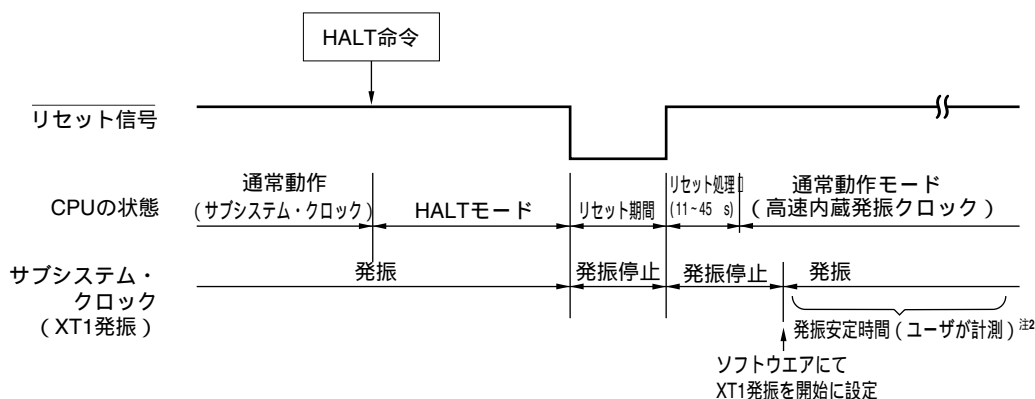 HALT命令
リセット信号
CPUの状態
通常動作
（サブシステム・クロック）
HALTモード
リセット期間
リセット処理
(11~45 s)
通常動作モード
（高速内蔵発振クロック）
サブシステム・
クロック
（XT1発振）
発振
発振停止
発振停止
発振
発振安定時間（ユーザが計測）注2
ソフトウエアにて
XT1発振を開始に設定